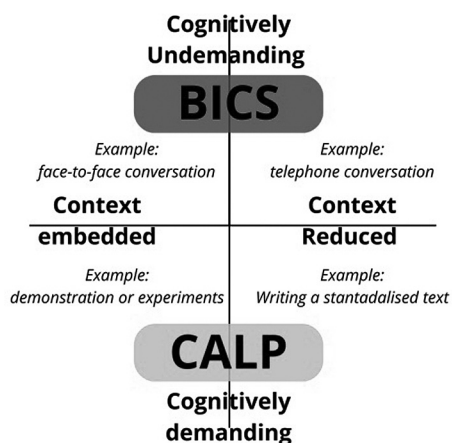 Cognitively
Undemanding
BICS
Example:
face-to-face conversation
Example:
telephone conversation
Context
embedded
Context
Reduced
Example:
demonstration or experiments
Example:
Writing a stantadalised text
CALP
Cognitively
demanding